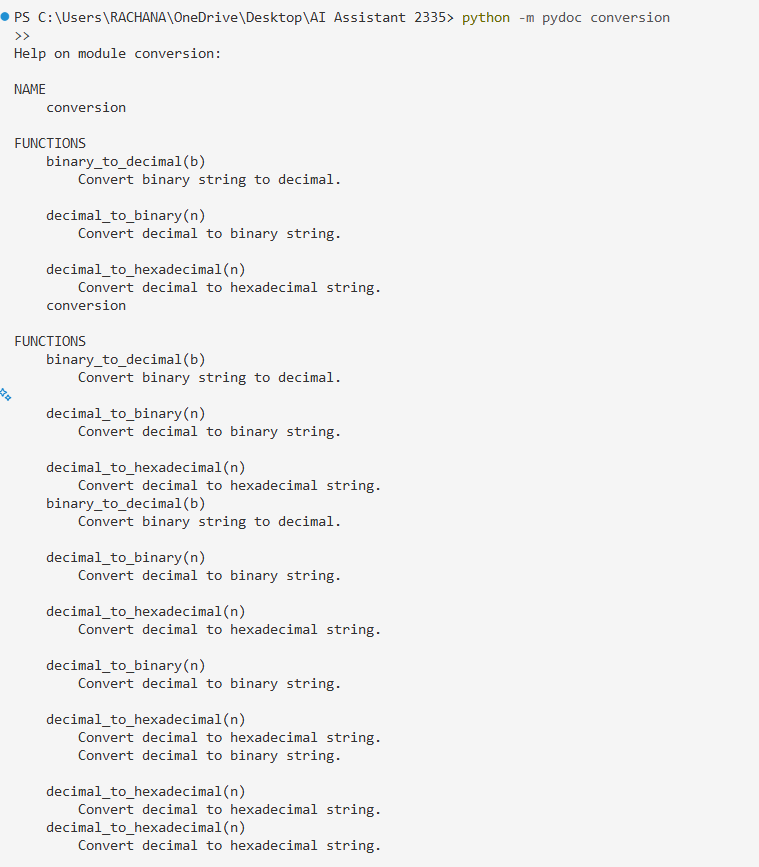 PS C:\Users\RACHANA\OneDrive\Desktop\AI Assistant 2335> python -m pydoc conversion
>>
Help on module conversion:

NAME
    conversion

FUNCTIONS
    binary_to_decimal(b)
        Convert binary string to decimal.

    decimal_to_binary(n)
        Convert decimal to binary string.

    decimal_to_hexadecimal(n)
        Convert decimal to hexadecimal string.
    conversion

FUNCTIONS
    binary_to_decimal(b)
        Convert binary string to decimal.

    decimal_to_binary(n)
        Convert decimal to binary string.

    decimal_to_hexadecimal(n)
        Convert decimal to hexadecimal string.
    binary_to_decimal(b)
        Convert binary string to decimal.

    decimal_to_binary(n)
        Convert decimal to binary string.

    decimal_to_hexadecimal(n)
        Convert decimal to hexadecimal string.

    decimal_to_binary(n)
        Convert decimal to binary string.

    decimal_to_hexadecimal(n)
        Convert decimal to hexadecimal string.
        Convert decimal to binary string.

    decimal_to_hexadecimal(n)
        Convert decimal to hexadecimal string.
    decimal_to_hexadecimal(n)
        Convert decimal to hexadecimal string.